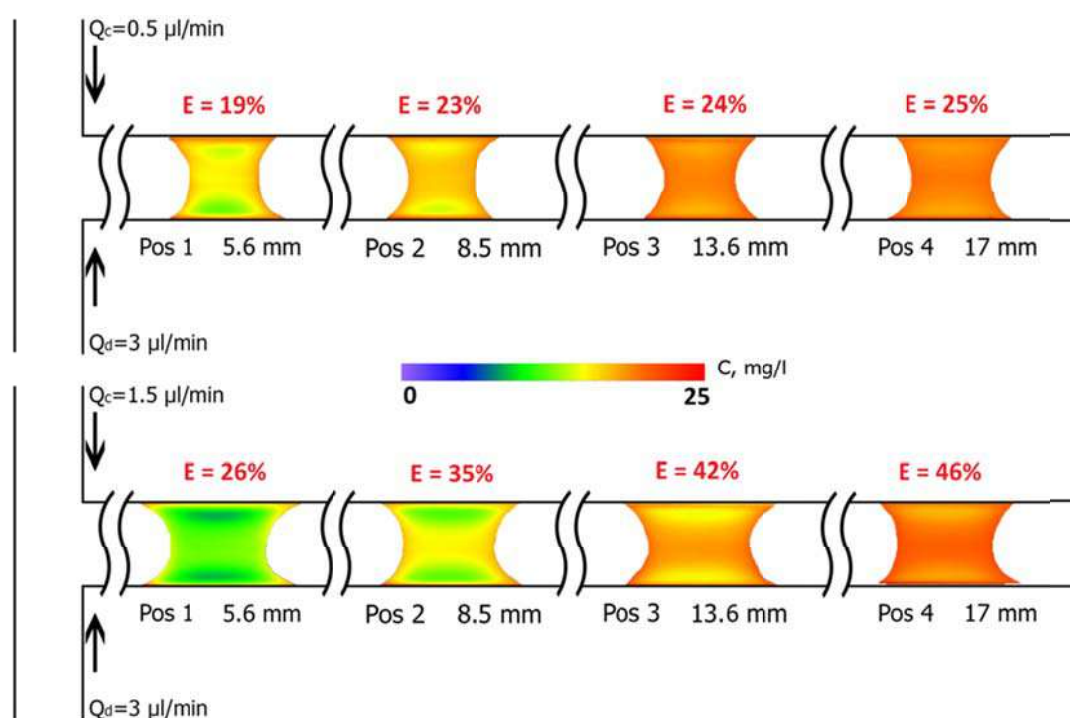 Qc=0.5 µl/min
E = 19% E = 23% E = 24% E = 25%
Pos 1 5.6 mm Pos 2 8.5 mm Pos 3 13.6 mm Pos 4 17 mm
Qd=3 µl/min
C, mg/l
0 25
Qc=1.5 µl/min
E = 26% E = 35% E = 42% E = 46%
Pos 1 5.6 mm Pos 2 8.5 mm Pos 3 13.6 mm Pos 4 17 mm
Qd=3 µl/min